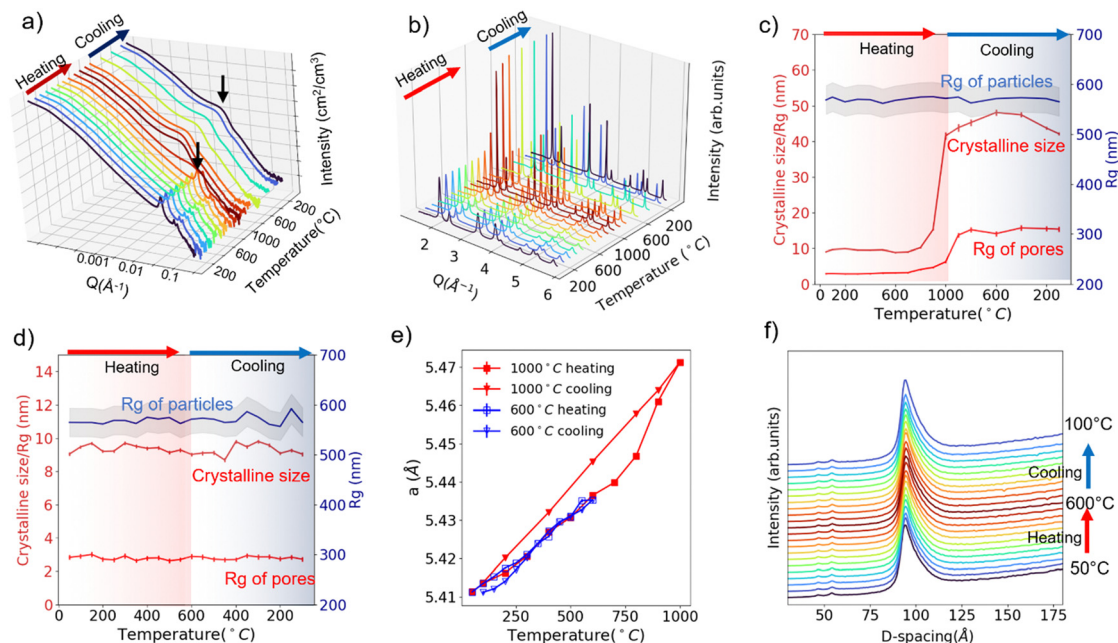 a)
Heating
Cooling
Intensity (cm2/cm3)
0.001 0.01 0.1
Q(Å-1)
200 600 1000 600 200
Temperature(°C)
b)
Heating
Cooling
Intensity (arb.units)
2 3 4 5 6
Q(Å⁻¹)
200 600 1000 600 200
Temperature (°C)
c)
Heating Cooling
70 60 50 40 30 20 10 0
Crystalline size/Rg (nm)
Rg of particles
Crystalline size
Rg of pores
700 600 500 400 300 200
Rg (nm)
200 600 1000 600 200
Temperature(°C)
d)
Heating Cooling
14 12 10 8 6 4 2 0
Crystalline size/Rg (nm)
Rg of particles
Crystalline size
Rg of pores
700 600 500 400 300 200
Rg (nm)
0 200 400 600 400 200
Temperature(°C)
e)
5.47 5.46 5.45 5.44 5.43 5.42 5.41
a (Å)
1000°C heating
1000°C cooling
600°C heating
600°C cooling
250 500 750 1000
Temperature(°C)
f)
Intensity (arb.units)
100°C
Cooling
600°C
Heating
50°C
50 75 100 125 150 175
D-spacing(Å)